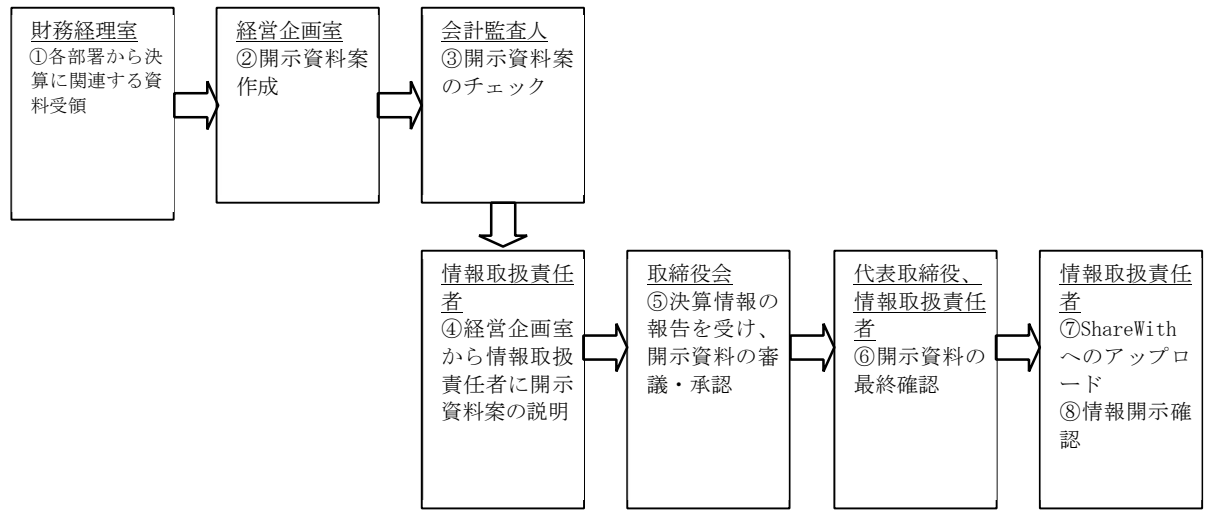 財務経理室
①各部署から決
算に関連する資
料受領
経営企画室
②開示資料案
作成
会計監査人
③開示資料案
のチェック
情報取扱責任
者
④経営企画室
から情報取扱
責任者に開示
資料案の説明
取締役会
⑤決算情報の
報告を受け、
開示資料の審
議・承認
代表取締役、
情報取扱責任
者
⑥開示資料の
最終確認
情報取扱責任
者
⑦ShareWith
へのアップロ
ード
⑧情報開示確
認